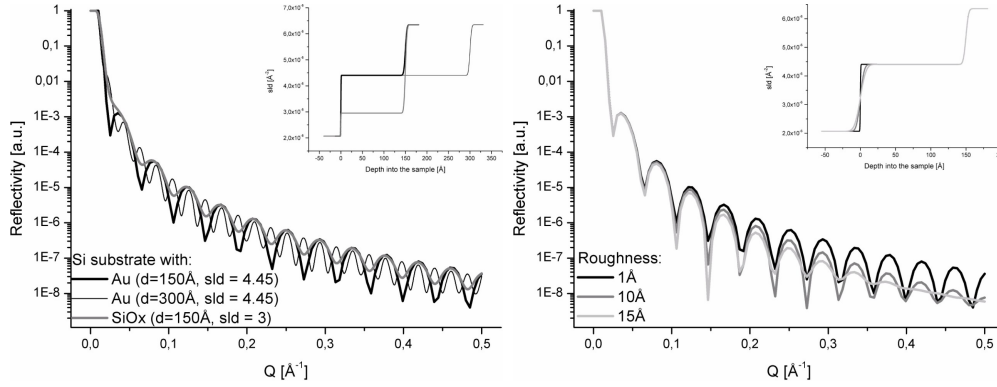 Reflectivity [a.u.]
1
0,1
0,01
1E-3
1E-4
1E-5
1E-6
1E-7
1E-8
0,0 0,1 0,2 0,3 0,4 0,5
Q [Å⁻¹]
Si substrate with:
Au (d=150Å, sld = 4.45)
Au (d=300Å, sld = 4.45)
SiOx (d=150Å, sld = 3)
sld [Å⁻²]
-50 0 50 100 150 200 250 300 350
Depth into the sample [Å]
Reflectivity [a.u.]
1
0,1
0,01
1E-3
1E-4
1E-5
1E-6
1E-7
1E-8
0,0 0,1 0,2 0,3 0,4 0,5
Q [Å⁻¹]
Roughness:
1Å
10Å
15Å
sld [Å⁻²]
-50 0 50 100 150
Depth into the sample [Å]